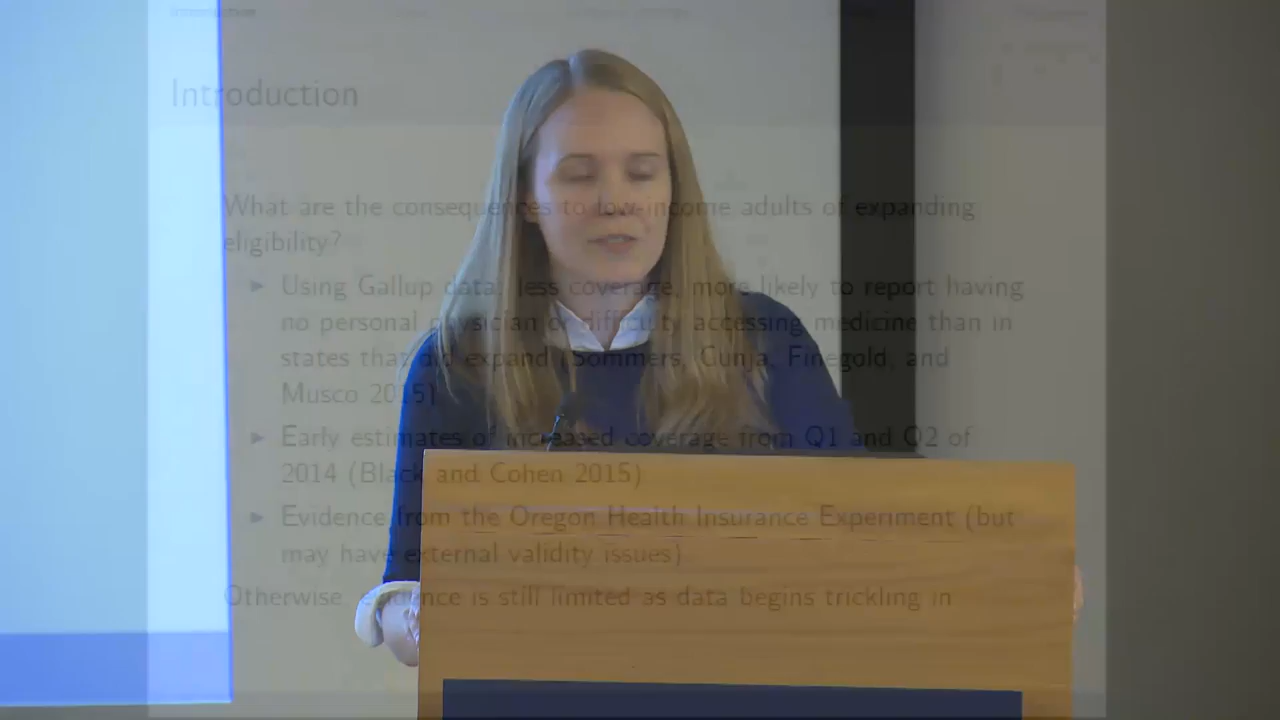 Introduction
What are the consequences to low-income adults of expanding
eligibility?
Using Gallup data: less coverage, more likely to report having
no personal physician or difficulty accessing medicine than in
states that did expand (Sommers, Gunja, Finegold, and
Musco 2015)
Early estimates of increased coverage from Q1 and Q2 of
2014 (Black and Cohen 2015)
Evidence from the Oregon Health Insurance Experiment (but
may have external validity issues)
Otherwise evidence is still limited as data begins trickling in